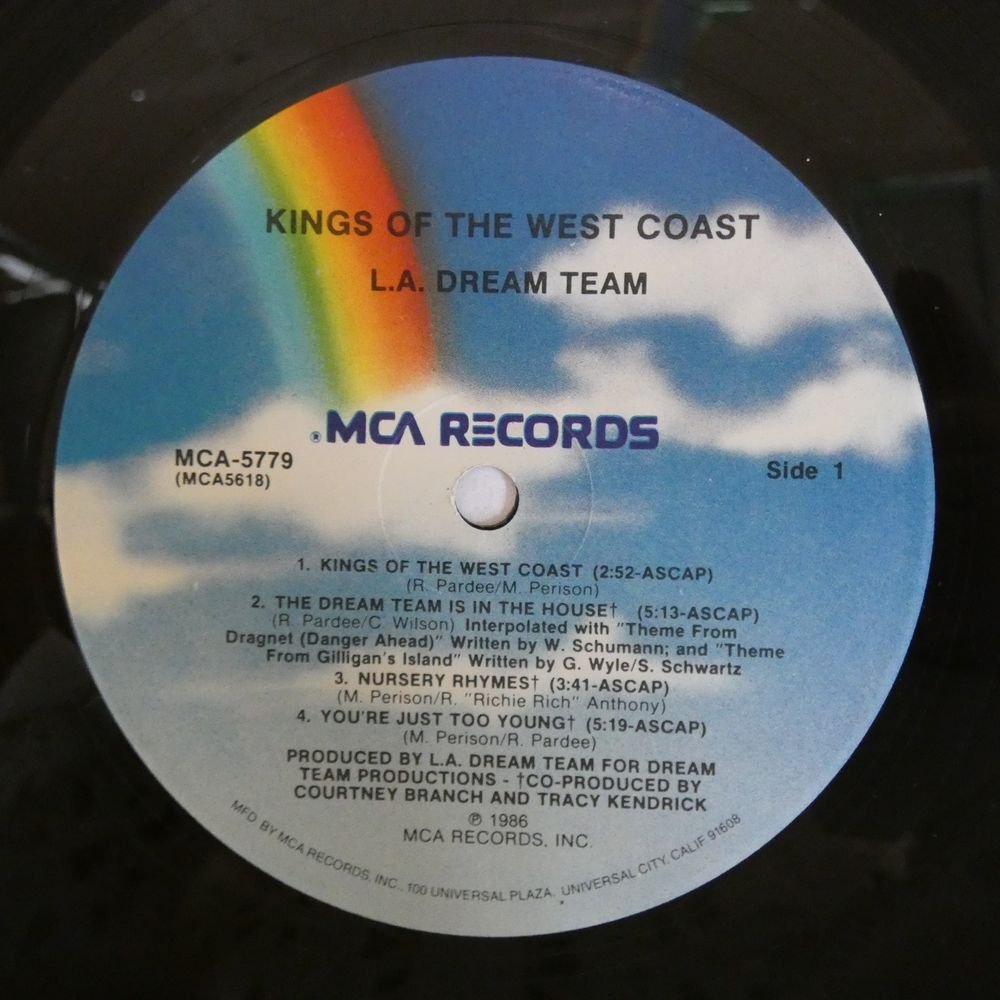 KINGS OF THE WEST COAST
L.A. DREAM TEAM
®MCA RECORDS
MCA-5779
(MCA5618)
Side 1
1. KINGS OF THE WEST COAST (2:52-ASCAP)
(R. Pardee/M. Perison)
2. THE DREAM TEAM IS IN THE HOUSE† (5:13-ASCAP)
(R. Pardee/C. Wilson) Interpolated with "Theme From
Dragnet (Danger Ahead)" Written by W. Schumann; and "Theme
From Gilligan's Island" Written by G. Wyle/S. Schwartz
3. NURSERY RHYMES† (3:41-ASCAP)
(M. Perison/R. "Richie Rich" Anthony)
4. YOU'RE JUST TOO YOUNG† (5:19-ASCAP)
(M. Perison/R. Pardee)
PRODUCED BY L.A. DREAM TEAM FOR DREAM
TEAM PRODUCTIONS - †CO-PRODUCED BY
COURTNEY BRANCH AND TRACY KENDRICK
℗ 1986
MCA RECORDS, INC.
MFD. BY MCA RECORDS, INC., 100 UNIVERSAL PLAZA, UNIVERSAL CITY, CALIF. 91608